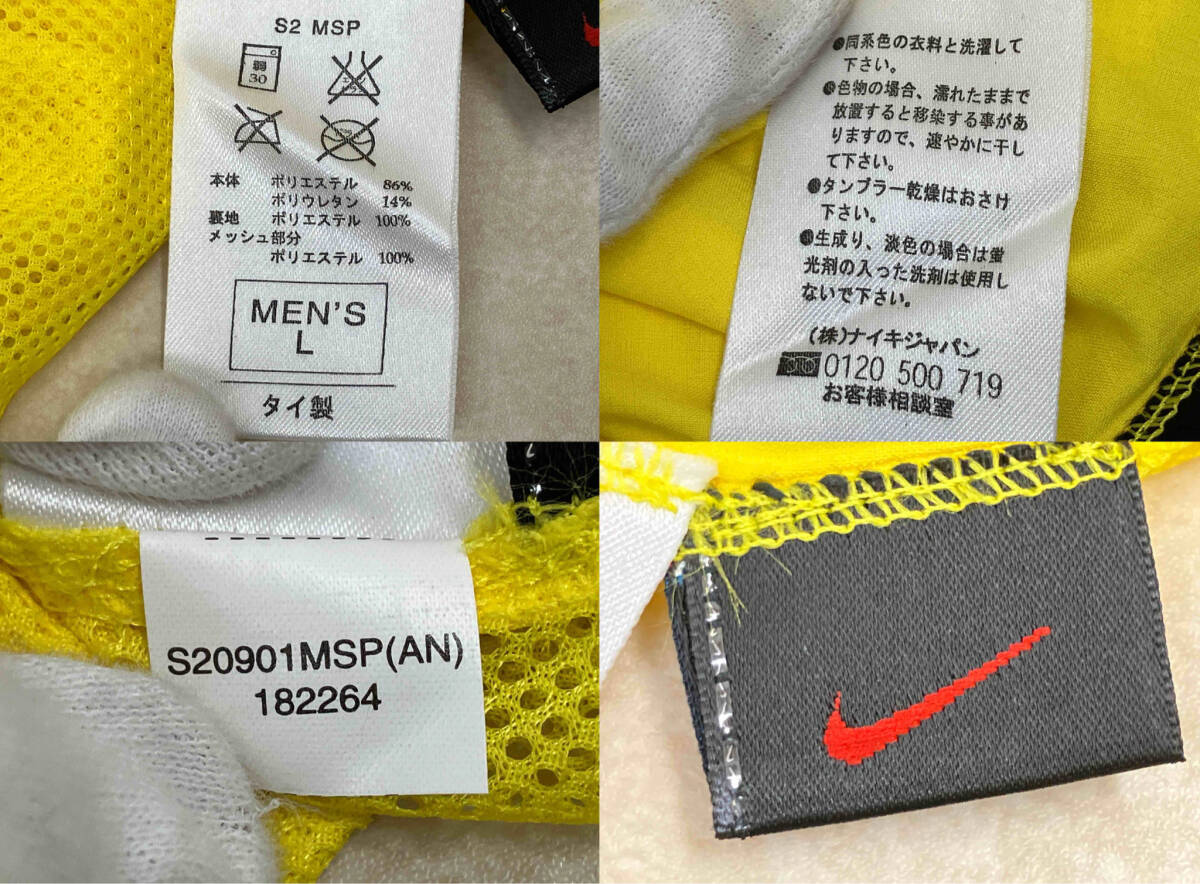 S2 MSP
弱
30
エンソ
本体 ポリエステル 86%
ポリウレタン 14%
裏地 ポリエステル 100%
メッシュ部分
ポリエステル 100%
MEN'S
L
タイ製
●同系色の衣料と洗濯して
下さい。
●色物の場合、濡れたままで
放置すると移染する事があ
りますので、速やかに干し
て下さい。
●タンブラー乾燥はおさけ
下さい。
●生成り、淡色の場合は蛍
光剤の入った洗剤は使用し
ないで下さい。
(株)ナイキジャパン
0120 500 719
お客様相談室
S20901MSP(AN)
182264